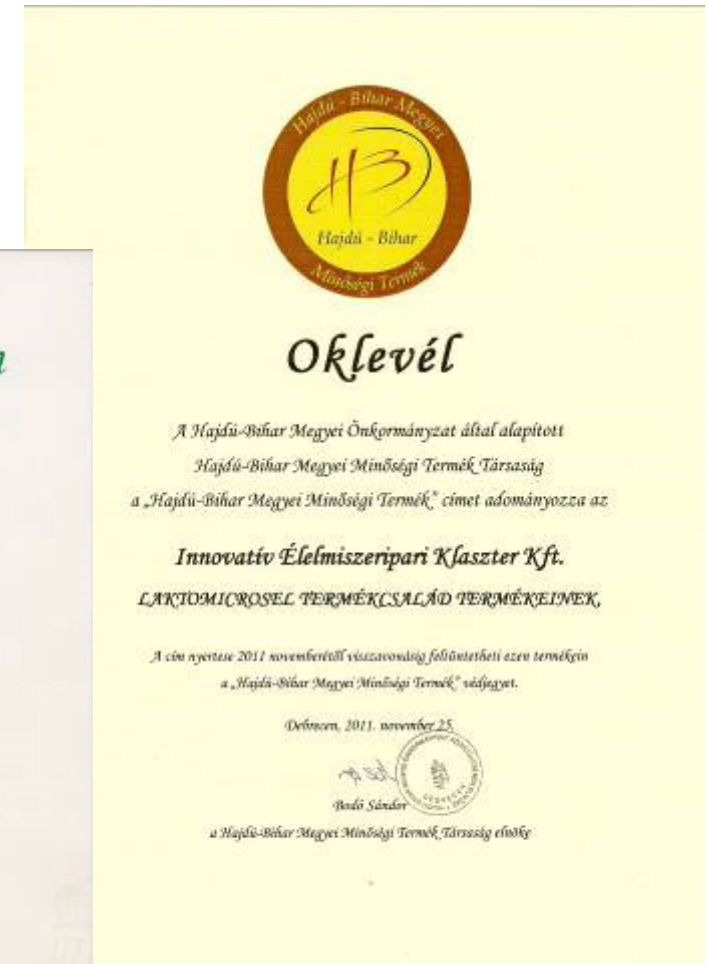 Hajdú - Bihar Megyei
HB
Hajdú - Bihar
Minőségi Termék
Oklevél
A Hajdú-Bihar Megyei Önkormányzat által alapított
Hajdú-Bihar Megyei Minőségi Termék Társaság
a „Hajdú-Bihar Megyei Minőségi Termék” címet adományozza az
Innovatív Élelmiszeripari Klaszter Kft.
LAKTOMICROSEL TERMÉKCSALÁD TERMÉKEINEK,
A cím nyertese 2011 novemberétől visszavonásig feltüntetheti ezen termékein
a „Hajdú-Bihar Megyei Minőségi Termék” védjegyet.
Debrecen, 2011. november 25.
DEBRECEN
Bodó Sándor
a Hajdú-Bihar Megyei Minőségi Termék Társaság elnöke